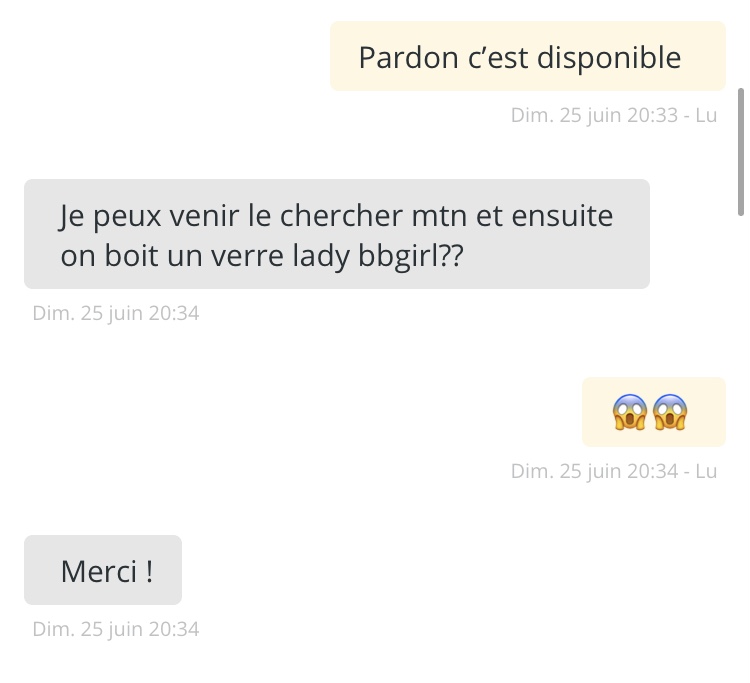 Pardon c’est disponible
Dim. 25 juin 20:33 - Lu
Je peux venir le chercher mtn et ensuite
on boit un verre lady bbgirl??
Dim. 25 juin 20:34
😱😱
Dim. 25 juin 20:34 - Lu
Merci !
Dim. 25 juin 20:34